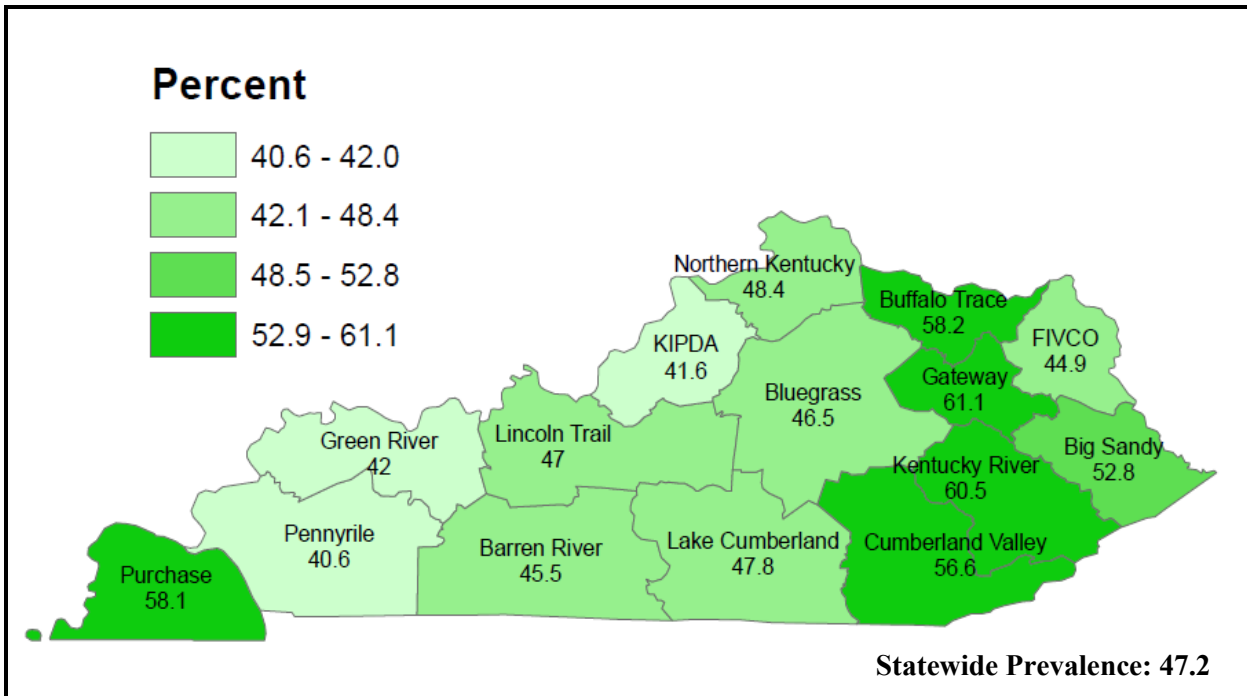 Percent
40.6 - 42.0
42.1 - 48.4
48.5 - 52.8
52.9 - 61.1
Northern Kentucky
48.4
Buffalo Trace
58.2
FIVCO
44.9
KIPDA
41.6
Gateway
61.1
Bluegrass
46.5
Green River
42
Lincoln Trail
47
Big Sandy
52.8
Kentucky River
60.5
Pennyrile
40.6
Barren River
45.5
Lake Cumberland
47.8
Cumberland Valley
56.6
Purchase
58.1
Statewide Prevalence: 47.2